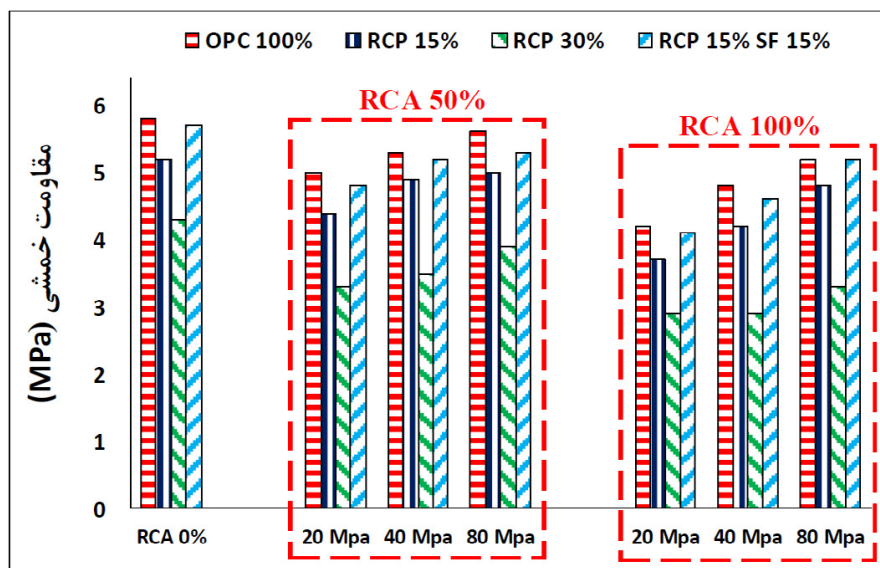 OPC 100% RCP 15% RCP 30% RCP 15% SF 15%
RCA 50%
RCA 100%
مقاومت خمشی (MPa)
6
5
4
3
2
1
0
RCA 0% 20 Mpa 40 Mpa 80 Mpa 20 Mpa 40 Mpa 80 Mpa